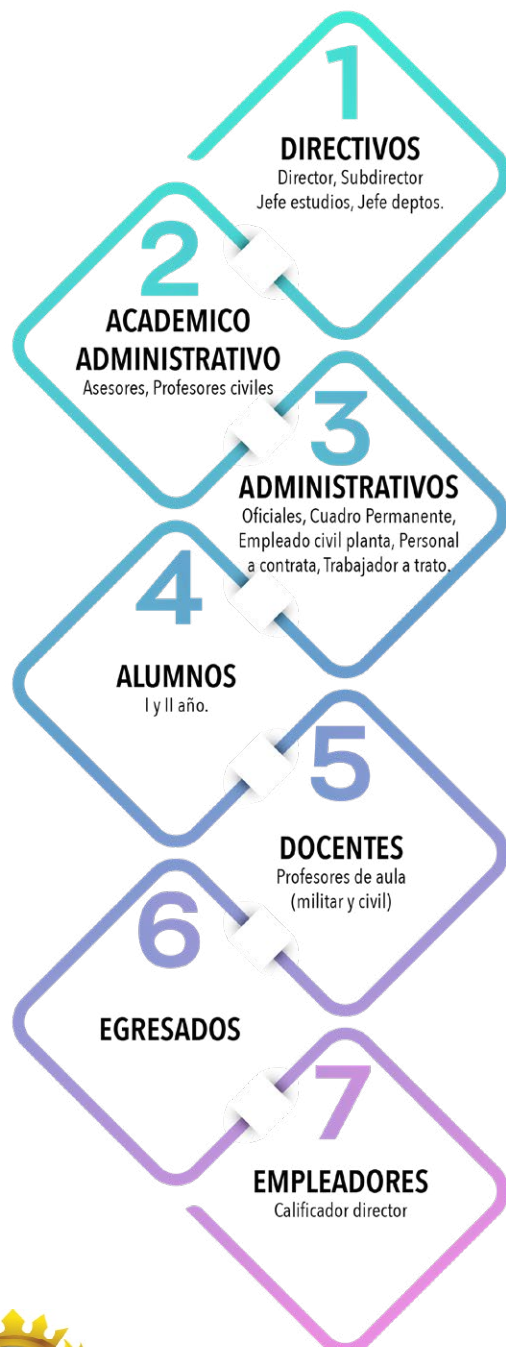 1
DIRECTIVOS
Director, Subdirector
Jefe estudios, Jefe deptos.
2
ACADEMICO
ADMINISTRATIVO
Asesores, Profesores civiles
3
ADMINISTRATIVOS
Oficiales, Cuadro Permanente,
Empleado civil planta, Personal
a contrata, Trabajador a trato.
4
ALUMNOS
I y II año.
5
DOCENTES
Profesores de aula
(militar y civil)
6
EGRESADOS
7
EMPLEADORES
Calificador director